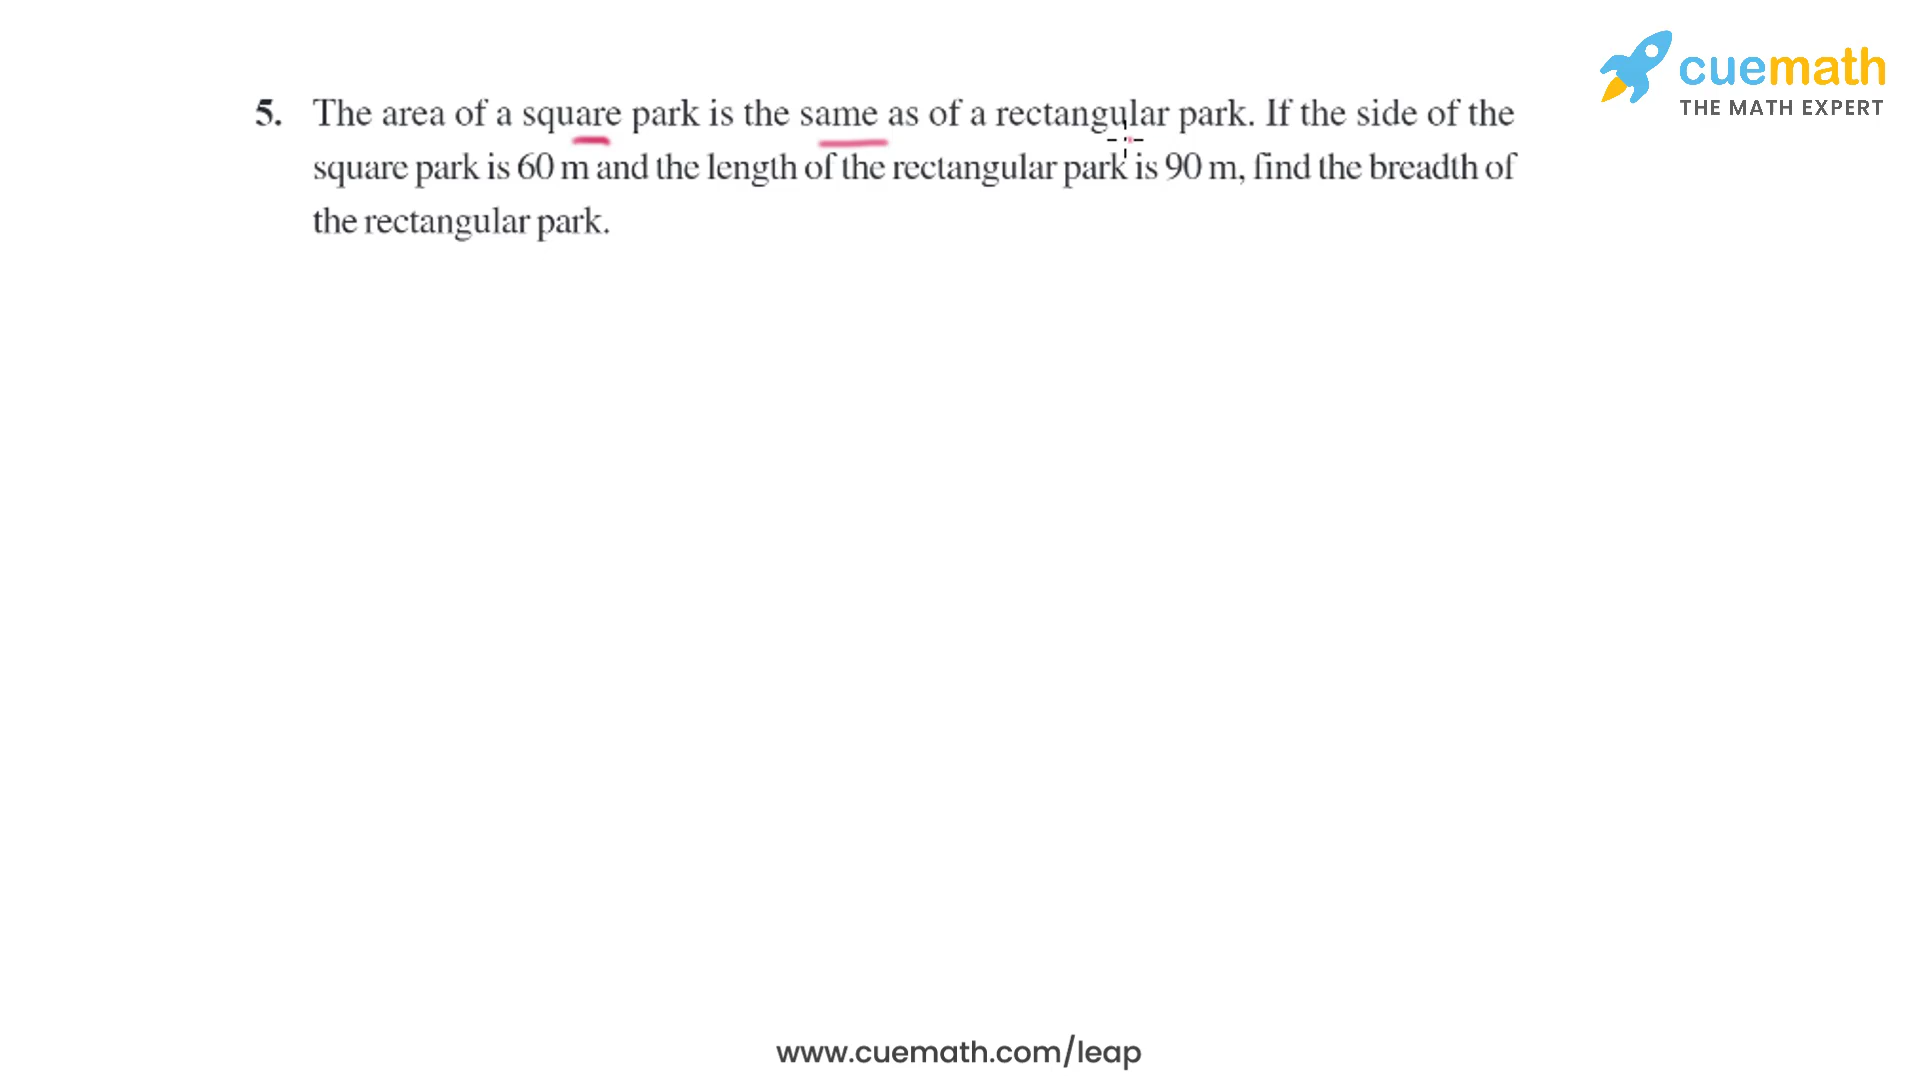 cuemath
THE MATH EXPERT
5. The area of a square park is the same as of a rectangular park. If the side of the
square park is 60 m and the length of the rectangular park is 90 m, find the breadth of
the rectangular park.
www.cuemath.com/leap